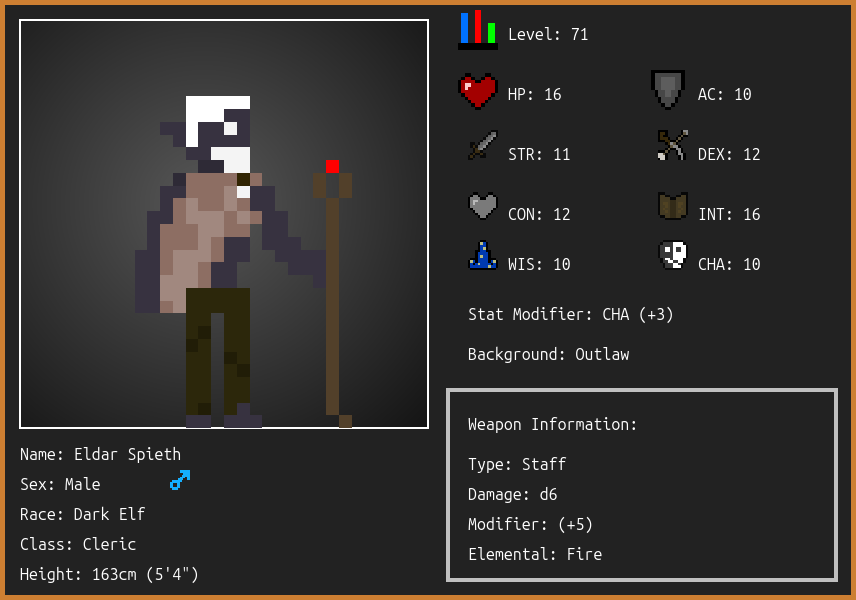 Level: 71
HP: 16
AC: 10
STR: 11
DEX: 12
CON: 12
INT: 16
WIS: 10
CHA: 10
Stat Modifier: CHA (+3)
Background: Outlaw
Weapon Information:
Type: Staff
Damage: d6
Modifier: (+5)
Elemental: Fire
Name: Eldar Spieth
Sex: Male
Race: Dark Elf
Class: Cleric
Height: 163cm (5'4")